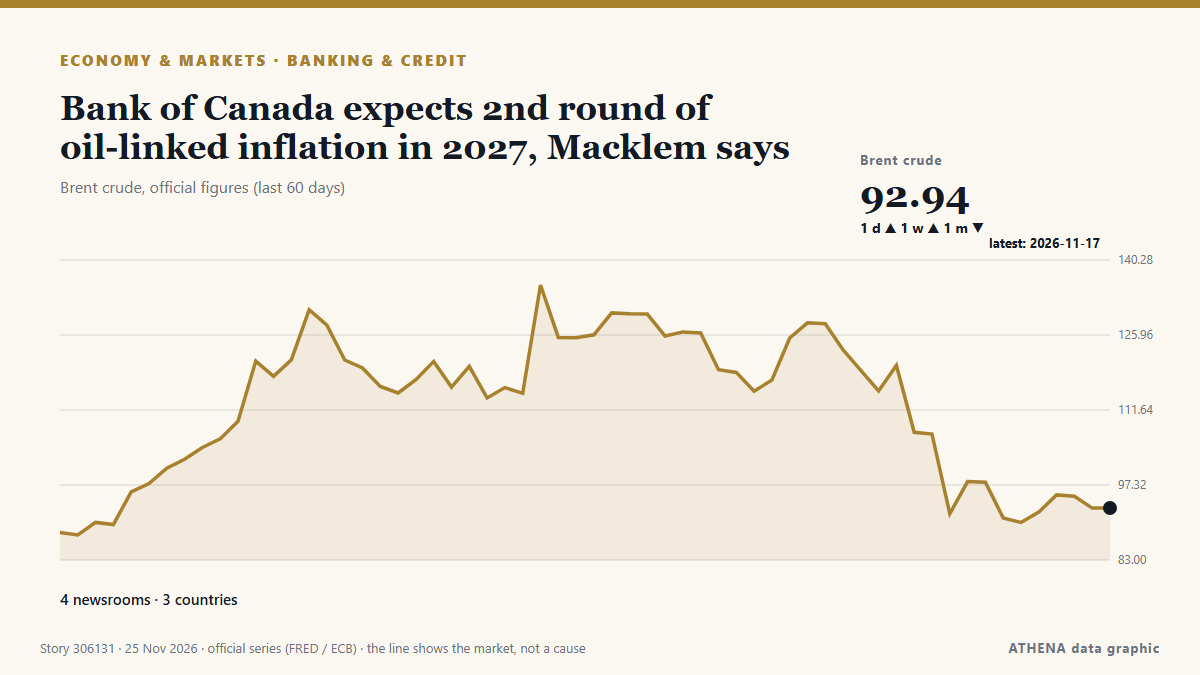 ECONOMY & MARKETS · BANKING & CREDIT
Bank of Canada expects 2nd round of
oil-linked inflation in 2027, Macklem says
Brent crude, official figures (last 60 days)
Brent crude
92.94
1 d ▲ 1 w ▲ 1 m ▼
latest: 2026-11-17
140.28
125.96
111.64
97.32
83.00
4 newsrooms · 3 countries
Story 306131 · 25 Nov 2026 · official series (FRED / ECB) · the line shows the market, not a cause
ATHENA data graphic